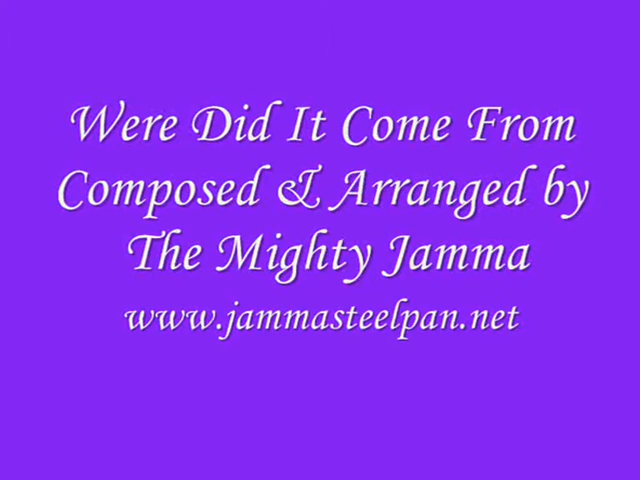 Were Did It Come From
Composed & Arranged by
The Mighty Jamma
www.jammasteelpan.net